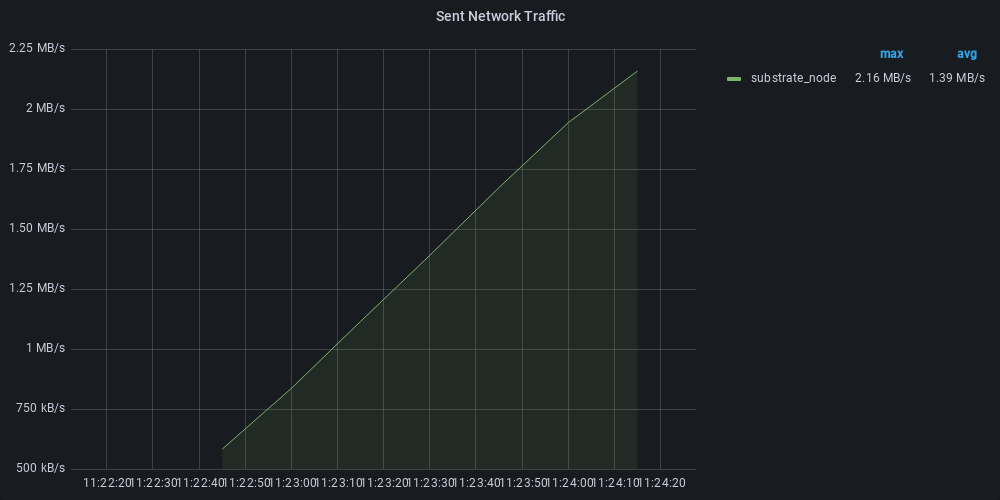 Sent Network Traffic
2.25 MB/s
2 MB/s
1.75 MB/s
1.50 MB/s
1.25 MB/s
1 MB/s
750 kB/s
500 kB/s
11:22:20 11:22:30 11:22:40 11:22:50 11:23:00 11:23:10 11:23:20 11:23:30 11:23:40 11:23:50 11:24:00 11:24:10 11:24:20
max avg
substrate_node 2.16 MB/s 1.39 MB/s